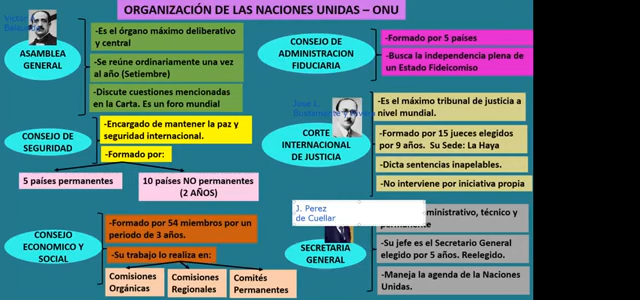 ORGANIZACIÓN DE LAS NACIONES UNIDAS – ONU
Victor
ASAMBLEA
GENERAL
-Es el órgano máximo deliberativo
y central
-Se reúne ordinariamente una vez
al año (Setiembre)
-Discute cuestiones mencionadas
en la Carta. Es un foro mundial
CONSEJO DE
SEGURIDAD
-Encargado de mantener la paz y
seguridad internacional.
-Formado por:
5 países permanentes
10 países NO permanentes
(2 AÑOS)
CONSEJO
ECONOMICO Y
SOCIAL
-Formado por 54 miembros por un
periodo de 3 años.
-Su trabajo lo realiza en:
Comisiones
Orgánicas
Comisiones
Regionales
Comités
Permanentes
CONSEJO DE
ADMINISTRACION
FIDUCIARIA
-Formado por 5 países
-Busca la independencia plena de
un Estado Fideicomiso
José L.
Bustamante y Rivero
CORTE
INTERNACIONAL
DE JUSTICIA
-Es el máximo tribunal de justicia a
nivel mundial.
-Formado por 15 jueces elegidos
por 9 años. Su Sede: La Haya
-Dicta sentencias inapelables.
-No interviene por iniciativa propia
J. Perez
de Cuellar
SECRETARIA
GENERAL
ministrativo, técnico y
permanente
-Su jefe es el Secretario General
elegido por 5 años. Reelegido.
-Maneja la agenda de la Naciones
Unidas.